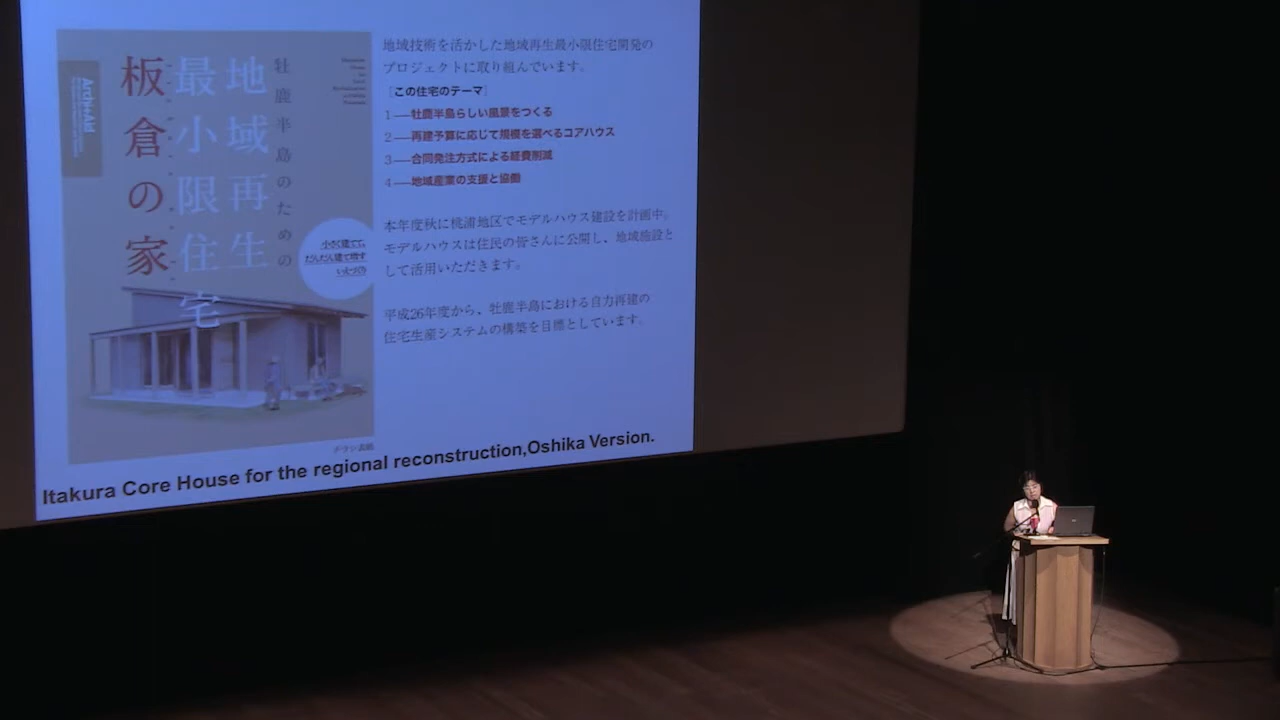 牡鹿半島のための
地域再生
最小限住宅
板倉の家
Archi+Aid
小さく建てて、
だんだん建て増す
いえづくり
地域技術を活かした地域再生最小限住宅開発の
プロジェクトに取り組んでいます。
［この住宅のテーマ］
1──牡鹿半島らしい風景をつくる
2──再建予算に応じて規模を選べるコアハウス
3──合同発注方式による経費削減
4──地域産業の支援と協働
本年度秋に桃浦地区でモデルハウス建設を計画中。
モデルハウスは住民の皆さんに公開し、地域施設と
して活用いただきます。
平成26年度から、牡鹿半島における自力再建の
住宅生産システムの構築を目標としています。
チラシ表紙
Itakura Core House for the regional reconstruction,Oshika Version.